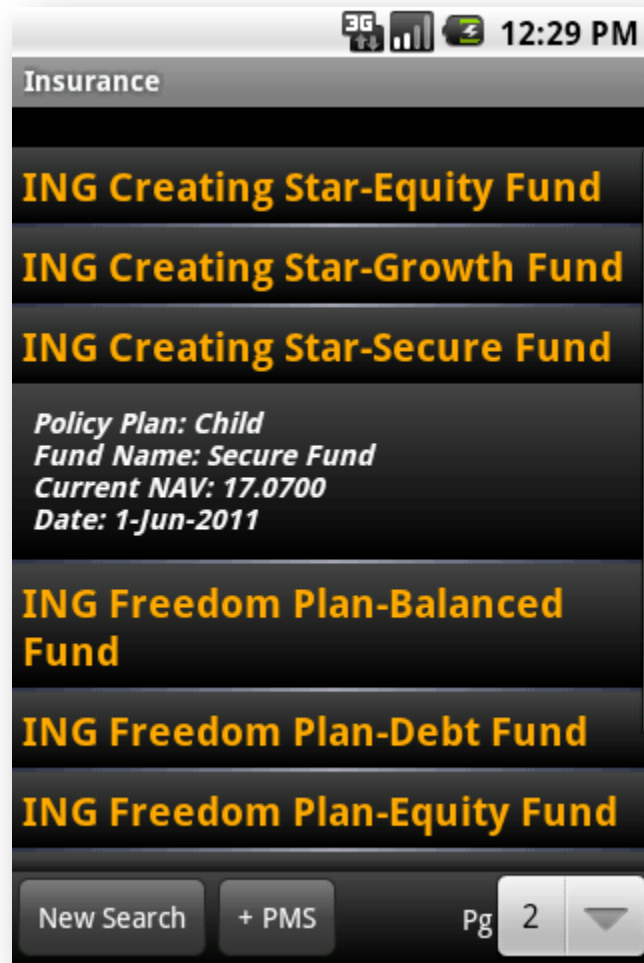 3G 12:29 PM
Insurance
ING Creating Star-Equity Fund
ING Creating Star-Growth Fund
ING Creating Star-Secure Fund
Policy Plan: Child
Fund Name: Secure Fund
Current NAV: 17.0700
Date: 1-Jun-2011
ING Freedom Plan-Balanced
Fund
ING Freedom Plan-Debt Fund
ING Freedom Plan-Equity Fund
New Search + PMS Pg 2